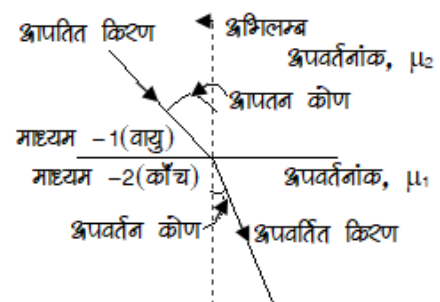 आपतित किरण
अभिलम्ब
अपवर्तनांक, μ2
आपतन कोण
माध्यम -1(वायु)
माध्यम -2(काँच)
अपवर्तनांक, μ1
अपवर्तन कोण
अपवर्तित किरण